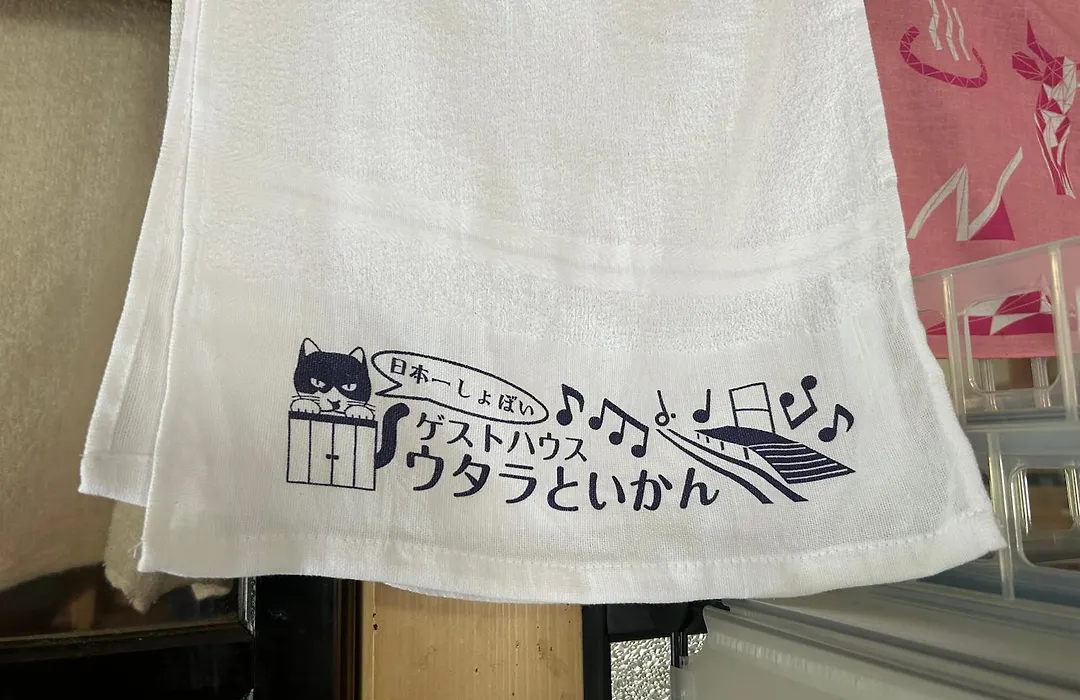 日本一しょぼい
ゲストハウス
ウタラといかん